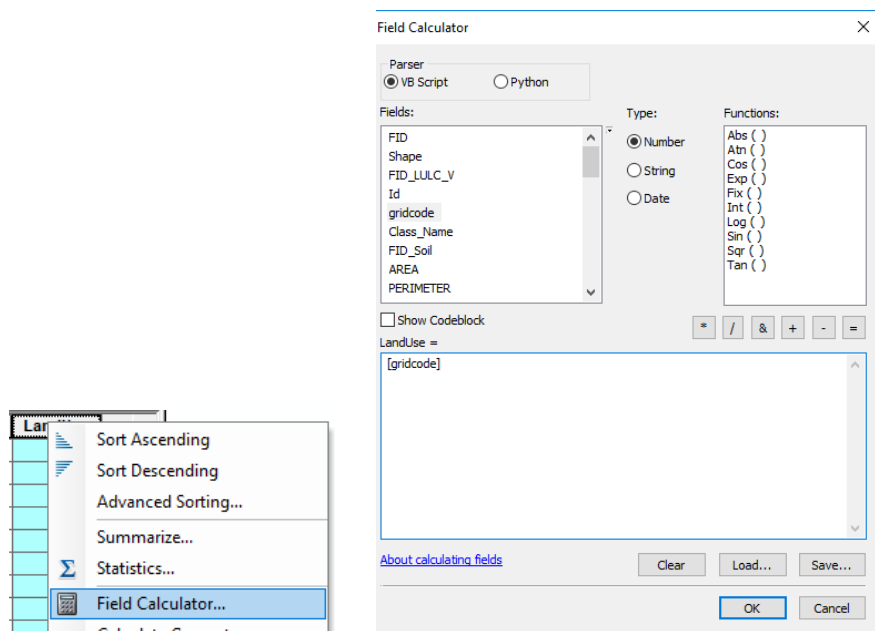 Field Calculator
Parser
VB Script Python
Fields:
FID
Shape
FID_LULC_V
Id
gridcode
Class_Name
FID_Soil
AREA
PERIMETER
Type:
Number
String
Date
Functions:
Abs ( )
Atn ( )
Cos ( )
Exp ( )
Fix ( )
Int ( )
Log ( )
Sin ( )
Sqr ( )
Tan ( )
Show Codeblock
* / & + - =
LandUse =
[gridcode]
About calculating fields
Clear Load... Save...
OK Cancel
Sort Ascending
Sort Descending
Advanced Sorting...
Summarize...
Σ Statistics...
Field Calculator...